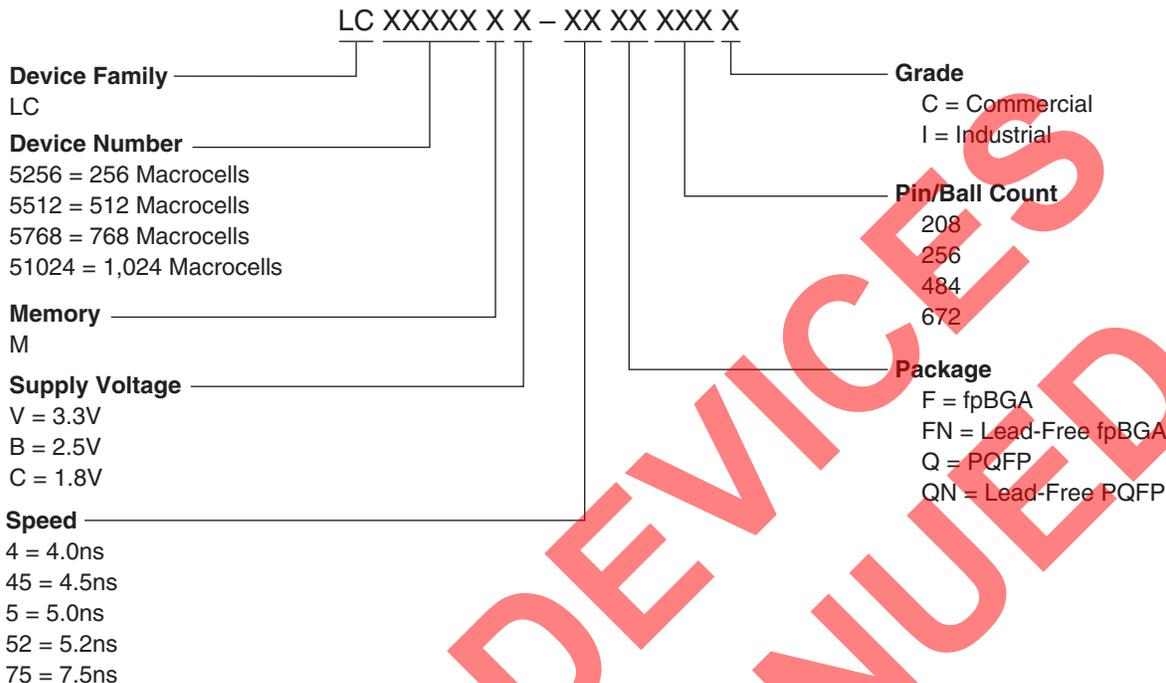 LC XXXXX X X – XX XX XXX X
Device Family
LC
Device Number
5256 = 256 Macrocells
5512 = 512 Macrocells
5768 = 768 Macrocells
51024 = 1,024 Macrocells
Memory
M
Supply Voltage
V = 3.3V
B = 2.5V
C = 1.8V
Speed
4 = 4.0ns
45 = 4.5ns
5 = 5.0ns
52 = 5.2ns
75 = 7.5ns
Grade
C = Commercial
I = Industrial
Pin/Ball Count
208
256
484
672
Package
F = fpBGA
FN = Lead-Free fpBGA
Q = PQFP
QN = Lead-Free PQFP
DEVICES
NUED